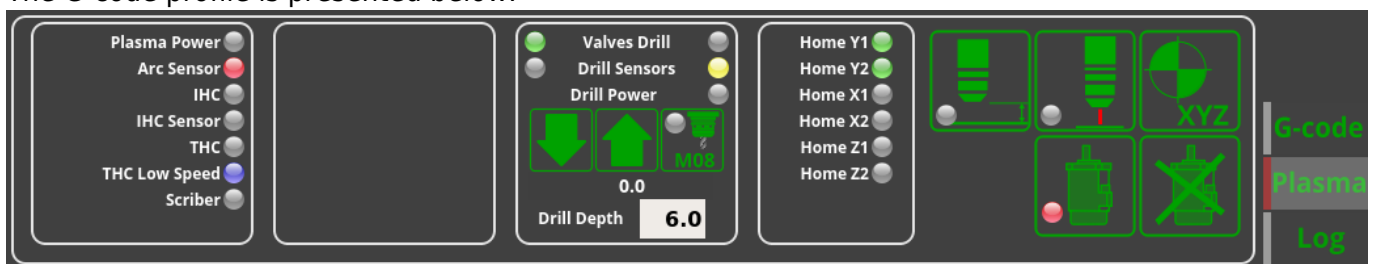 The G-code profile is presented below.
Plasma Power
Arc Sensor
IHC
IHC Sensor
THC
THC Low Speed
Scriber
Valves Drill
Drill Sensors
Drill Power
M08
0.0
Drill Depth 6.0
Home Y1
Home Y2
Home X1
Home X2
Home Z1
Home Z2
XYZ
G-code
Plasma
Log